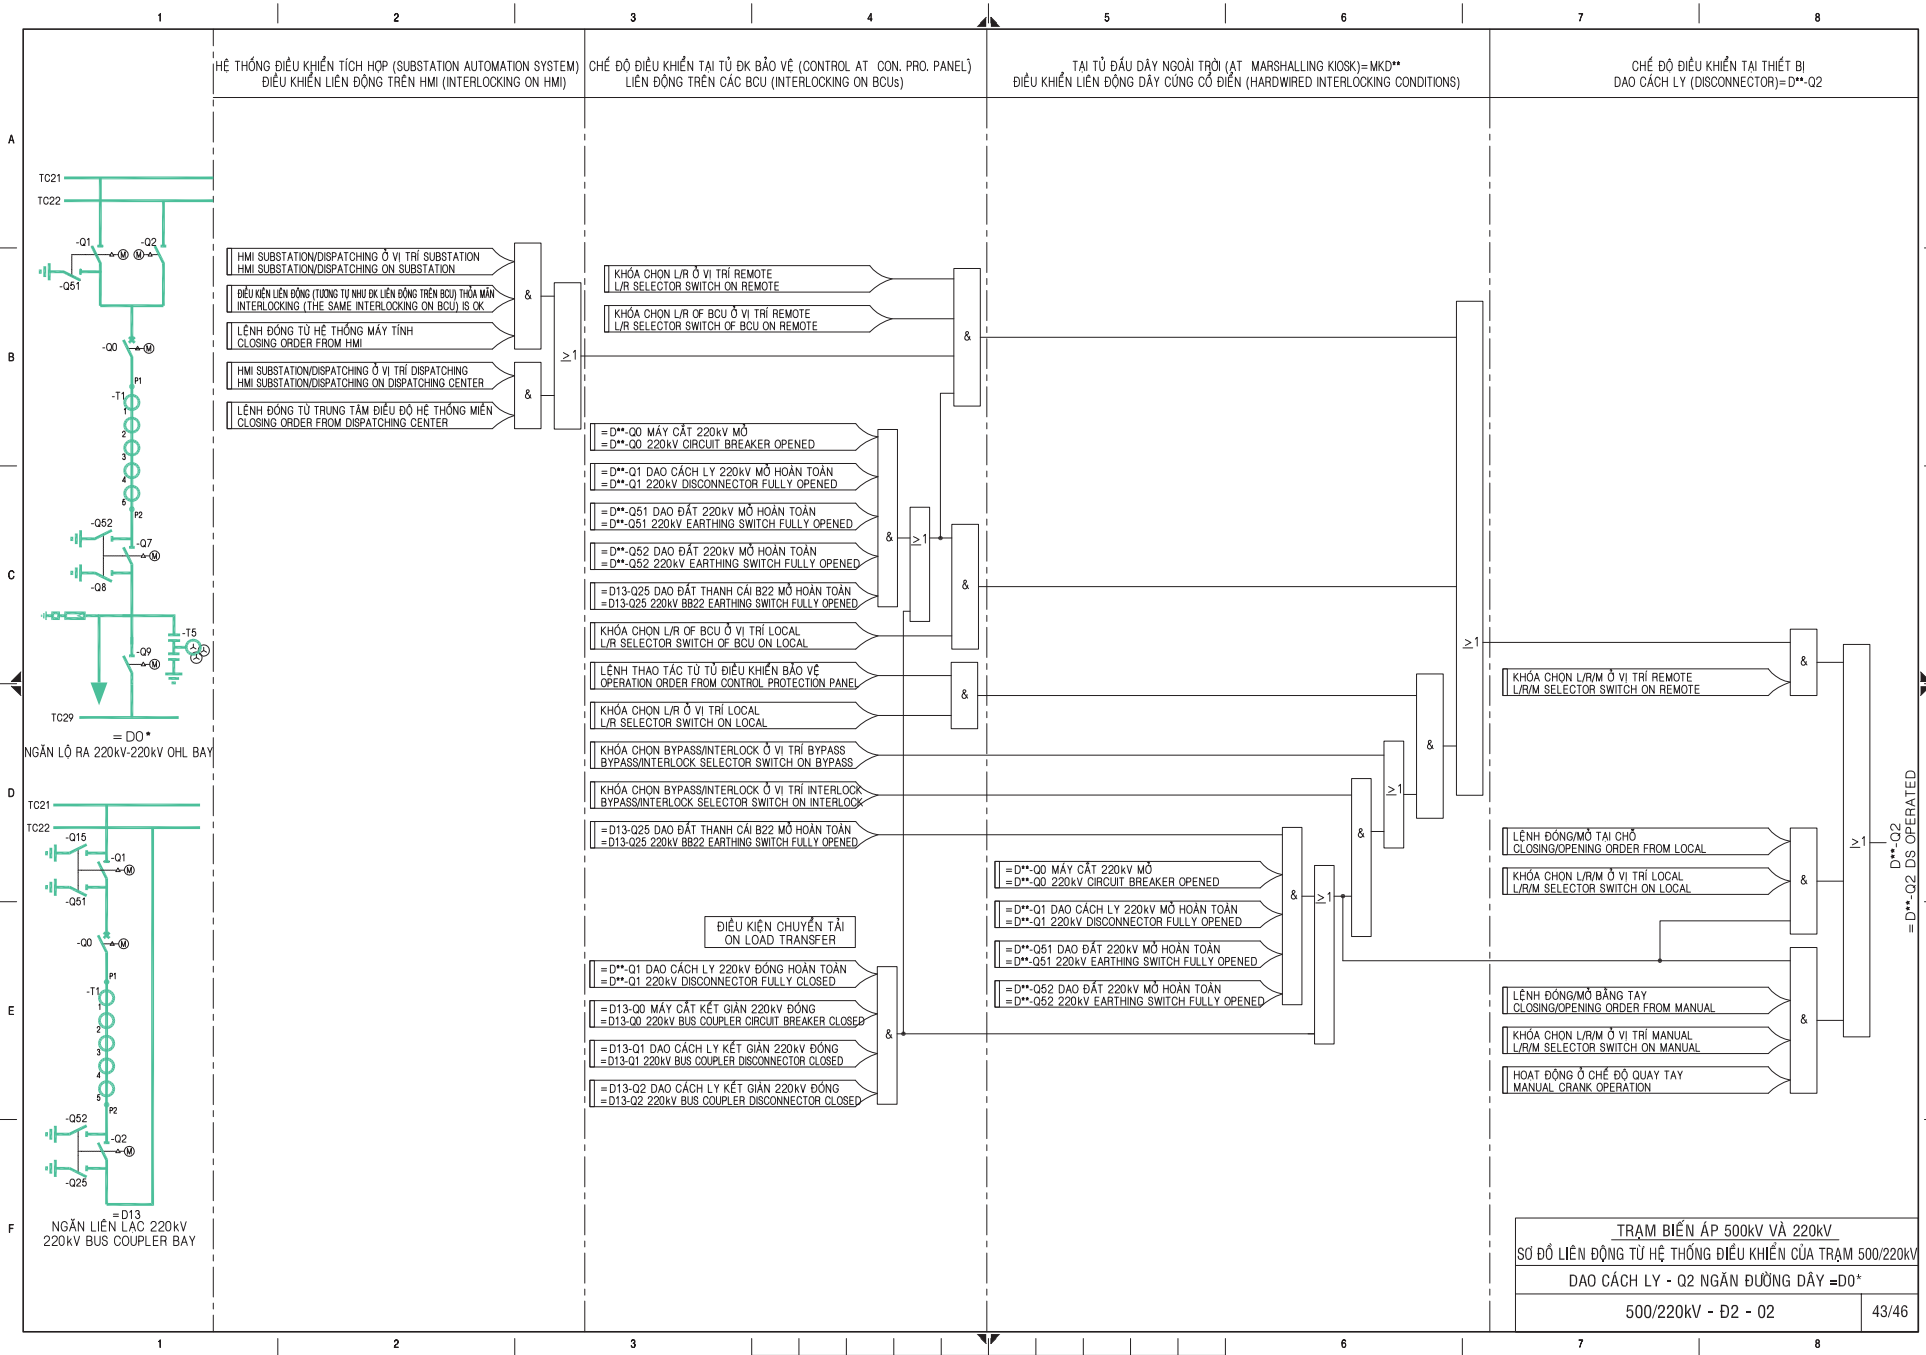 1 2 3 4 5 6 7 8
A
B
C
D
E
F
HỆ THỐNG ĐIỀU KHIỂN TÍCH HỢP (SUBSTATION AUTOMATION SYSTEM)
ĐIỀU KHIỂN LIÊN ĐỘNG TRÊN HMI (INTERLOCKING ON HMI)
CHẾ ĐỘ ĐIỀU KHIỂN TẠI TỦ ĐK BẢO VỆ (CONTROL AT CON. PRO. PANEL)
LIÊN ĐỘNG TRÊN CÁC BCU (INTERLOCKING ON BCUs)
TẠI TỦ ĐẤU DÂY NGOÀI TRỜI (AT MARSHALLING KIOSK)=MKD**
ĐIỀU KHIỂN LIÊN ĐỘNG DÂY CỨNG CỔ ĐIỂN (HARDWIRED INTERLOCKING CONDITIONS)
CHẾ ĐỘ ĐIỀU KHIỂN TẠI THIẾT BỊ
DAO CÁCH LY (DISCONNECTOR)=D**-Q2
TC21
TC22
-Q1
M
M
-Q2
-Q51
-Q0
M
P1
-T1
1
2
3
4
5
P2
-Q52
-Q7
M
-Q8
-T5
-Q9
M
TC29
=D0*
NGĂN LỘ RA 220kV-220kV OHL BAY
TC21
TC22
-Q15
-Q1
M
-Q51
-Q0
M
P1
-T1
1
2
3
4
5
P2
-Q52
-Q2
M
-Q25
=D13
NGĂN LIÊN LẠC 220kV
220kV BUS COUPLER BAY
HMI SUBSTATION/DISPATCHING Ở VỊ TRÍ SUBSTATION
HMI SUBSTATION/DISPATCHING ON SUBSTATION
ĐIỀU KIỆN LIÊN ĐỘNG (TƯƠNG TỰ NHƯ ĐK LIÊN ĐỘNG TRÊN BCU) THỎA MÃN
INTERLOCKING (THE SAME INTERLOCKING ON BCU) IS OK
LỆNH ĐÓNG TỪ HỆ THỐNG MÁY TÍNH
CLOSING ORDER FROM HMI
&
HMI SUBSTATION/DISPATCHING Ở VỊ TRÍ DISPATCHING
HMI SUBSTATION/DISPATCHING ON DISPATCHING CENTER
LỆNH ĐÓNG TỪ TRUNG TÂM ĐIỀU ĐỘ HỆ THỐNG MIỀN
CLOSING ORDER FROM DISPATCHING CENTER
&
≥1
KHÓA CHỌN L/R Ở VỊ TRÍ REMOTE
L/R SELECTOR SWITCH ON REMOTE
KHÓA CHỌN L/R OF BCU Ở VỊ TRÍ REMOTE
L/R SELECTOR SWITCH OF BCU ON REMOTE
&
=D**-Q0 MÁY CẮT 220kV MỞ
=D**-Q0 220kV CIRCUIT BREAKER OPENED
=D**-Q1 DAO CÁCH LY 220kV MỞ HOÀN TOÀN
=D**-Q1 220kV DISCONNECTOR FULLY OPENED
=D**-Q51 DAO ĐẤT 220kV MỞ HOÀN TOÀN
=D**-Q51 220kV EARTHING SWITCH FULLY OPENED
=D**-Q52 DAO ĐẤT 220kV MỞ HOÀN TOÀN
=D**-Q52 220kV EARTHING SWITCH FULLY OPENED
=D13-Q25 DAO ĐẤT THANH CÁI B22 MỞ HOÀN TOÀN
=D13-Q25 220kV BB22 EARTHING SWITCH FULLY OPENED
&
≥1
KHÓA CHỌN L/R OF BCU Ở VỊ TRÍ LOCAL
L/R SELECTOR SWITCH OF BCU ON LOCAL
&
LỆNH THAO TÁC TỪ TỦ ĐIỀU KHIỂN BẢO VỆ
OPERATION ORDER FROM CONTROL PROTECTION PANEL
KHÓA CHỌN L/R Ở VỊ TRÍ LOCAL
L/R SELECTOR SWITCH ON LOCAL
&
KHÓA CHỌN BYPASS/INTERLOCK Ở VỊ TRÍ BYPASS
BYPASS/INTERLOCK SELECTOR SWITCH ON BYPASS
KHÓA CHỌN BYPASS/INTERLOCK Ở VỊ TRÍ INTERLOCK
BYPASS/INTERLOCK SELECTOR SWITCH ON INTERLOCK
=D13-Q25 DAO ĐẤT THANH CÁI B22 MỞ HOÀN TOÀN
=D13-Q25 220kV BB22 EARTHING SWITCH FULLY OPENED
ĐIỀU KIỆN CHUYỂN TẢI
ON LOAD TRANSFER
=D**-Q1 DAO CÁCH LY 220kV ĐÓNG HOÀN TOÀN
=D**-Q1 220kV DISCONNECTOR FULLY CLOSED
=D13-Q0 MÁY CẮT KẾT GIÀN 220kV ĐÓNG
=D13-Q0 220kV BUS COUPLER CIRCUIT BREAKER CLOSED
=D13-Q1 DAO CÁCH LY KẾT GIÀN 220kV ĐÓNG
=D13-Q1 220kV BUS COUPLER DISCONNECTOR CLOSED
=D13-Q2 DAO CÁCH LY KẾT GIÀN 220kV ĐÓNG
=D13-Q2 220kV BUS COUPLER DISCONNECTOR CLOSED
&
=D**-Q0 MÁY CẮT 220kV MỞ
=D**-Q0 220kV CIRCUIT BREAKER OPENED
=D**-Q1 DAO CÁCH LY 220kV MỞ HOÀN TOÀN
=D**-Q1 220kV DISCONNECTOR FULLY OPENED
=D**-Q51 DAO ĐẤT 220kV MỞ HOÀN TOÀN
=D**-Q51 220kV EARTHING SWITCH FULLY OPENED
=D**-Q52 DAO ĐẤT 220kV MỞ HOÀN TOÀN
=D**-Q52 220kV EARTHING SWITCH FULLY OPENED
&
≥1
&
≥1
&
≥1
KHÓA CHỌN L/R/M Ở VỊ TRÍ REMOTE
L/R/M SELECTOR SWITCH ON REMOTE
&
LỆNH ĐÓNG/MỞ TẠI CHỖ
CLOSING/OPENING ORDER FROM LOCAL
KHÓA CHỌN L/R/M Ở VỊ TRÍ LOCAL
L/R/M SELECTOR SWITCH ON LOCAL
&
LỆNH ĐÓNG/MỞ BẰNG TAY
CLOSING/OPENING ORDER FROM MANUAL
KHÓA CHỌN L/R/M Ở VỊ TRÍ MANUAL
L/R/M SELECTOR SWITCH ON MANUAL
HOẠT ĐỘNG Ở CHẾ ĐỘ QUAY TAY
MANUAL CRANK OPERATION
&
≥1
D**-Q2
=D**-Q2 DS OPERATED
TRẠM BIẾN ÁP 500kV VÀ 220kV
SƠ ĐỒ LIÊN ĐỘNG TỪ HỆ THỐNG ĐIỀU KHIỂN CỦA TRẠM 500/220kV
DAO CÁCH LY - Q2 NGĂN ĐƯỜNG DÂY =D0*
500/220kV - Đ2 - 02
43/46
1 2 3 4 6 7 8